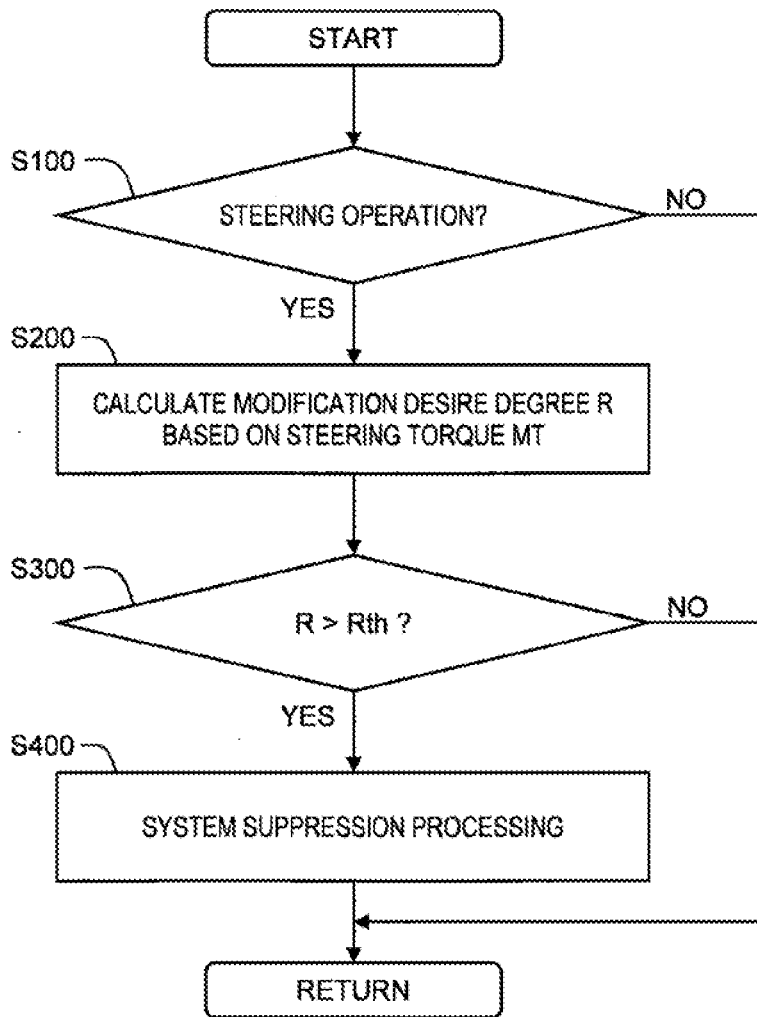 START
S100
STEERING OPERATION?
NO
YES
S200
CALCULATE MODIFICATION DESIRE DEGREE R
BASED ON STEERING TORQUE MT
S300
R > Rth ?
NO
YES
S400
SYSTEM SUPPRESSION PROCESSING
RETURN